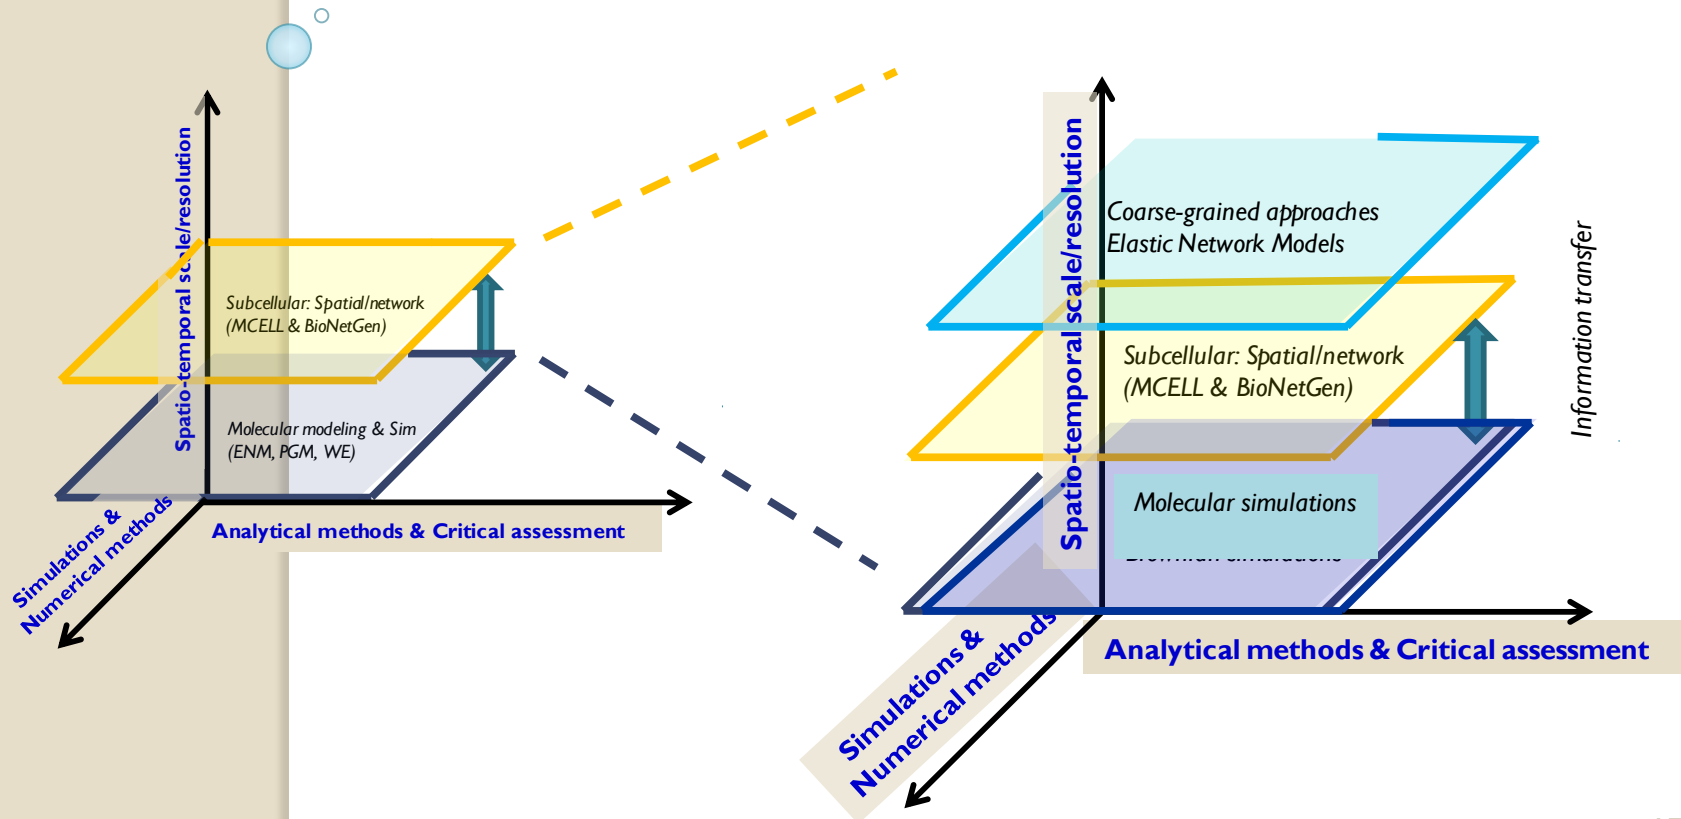 Spatio-temporal scale/resolution
Subcellular: Spatial/network
(MCELL & BioNetGen)
Molecular modeling & Sim
(ENM, PGM, WE)
Analytical methods & Critical assessment
Simulations &
Numerical methods
Spatio-temporal scale/resolution
Coarse-grained approaches
Elastic Network Models
Subcellular: Spatial/network
(MCELL & BioNetGen)
Molecular simulations
Information transfer
Analytical methods & Critical assessment
Simulations &
Numerical methods